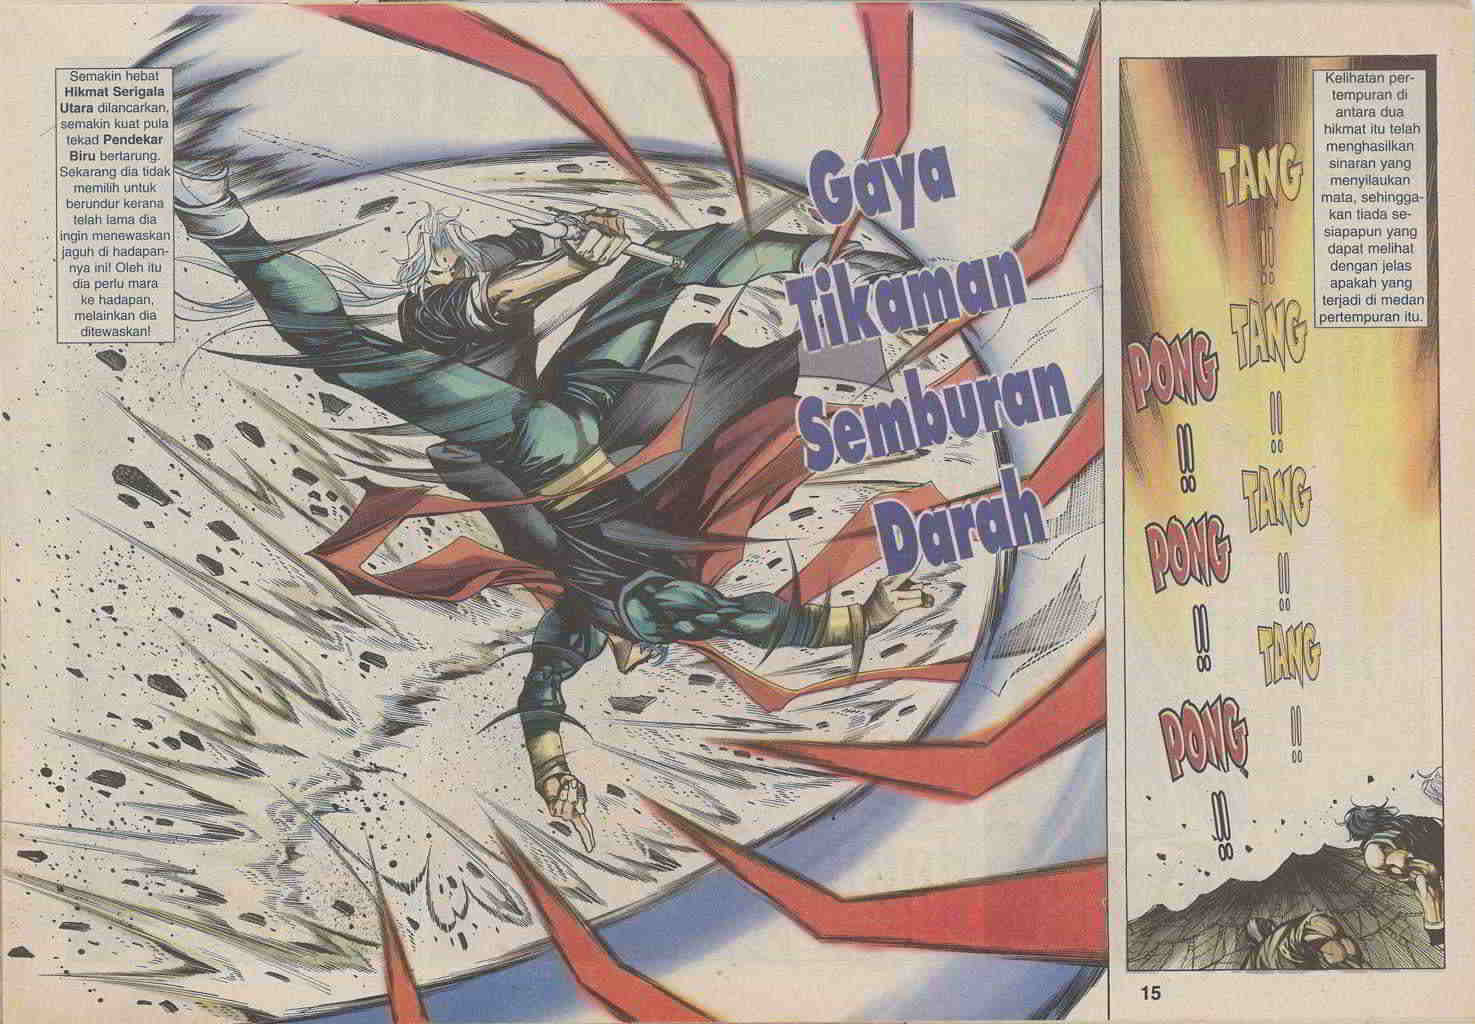 Semakin hebat
Hikmat Serigala
Utara dilancarkan,
semakin kuat pula
tekad Pendekar
Biru bertarung.
Sekarang dia tidak
memilih untuk
berundur kerana
telah lama dia
ingin menewaskan
jaguh di hadapan-
nya ini! Oleh itu
dia perlu mara
ke hadapan,
melainkan dia
ditewaskan!
Gaya
Tikaman
Semburan
Darah
Kelihatan per-
tempuran di
antara dua
hikmat itu telah
menghasilkan
sinaran yang
menyilaukan
mata, sehingga-
kan tiada se-
siapapun yang
dapat melihat
dengan jelas
apakah yang
terjadi di medan
pertempuran itu.
TANG
!!
TANG
!!
TANG
!!
TANG
!!
PONG
!!
PONG
!!
PONG
!!
15